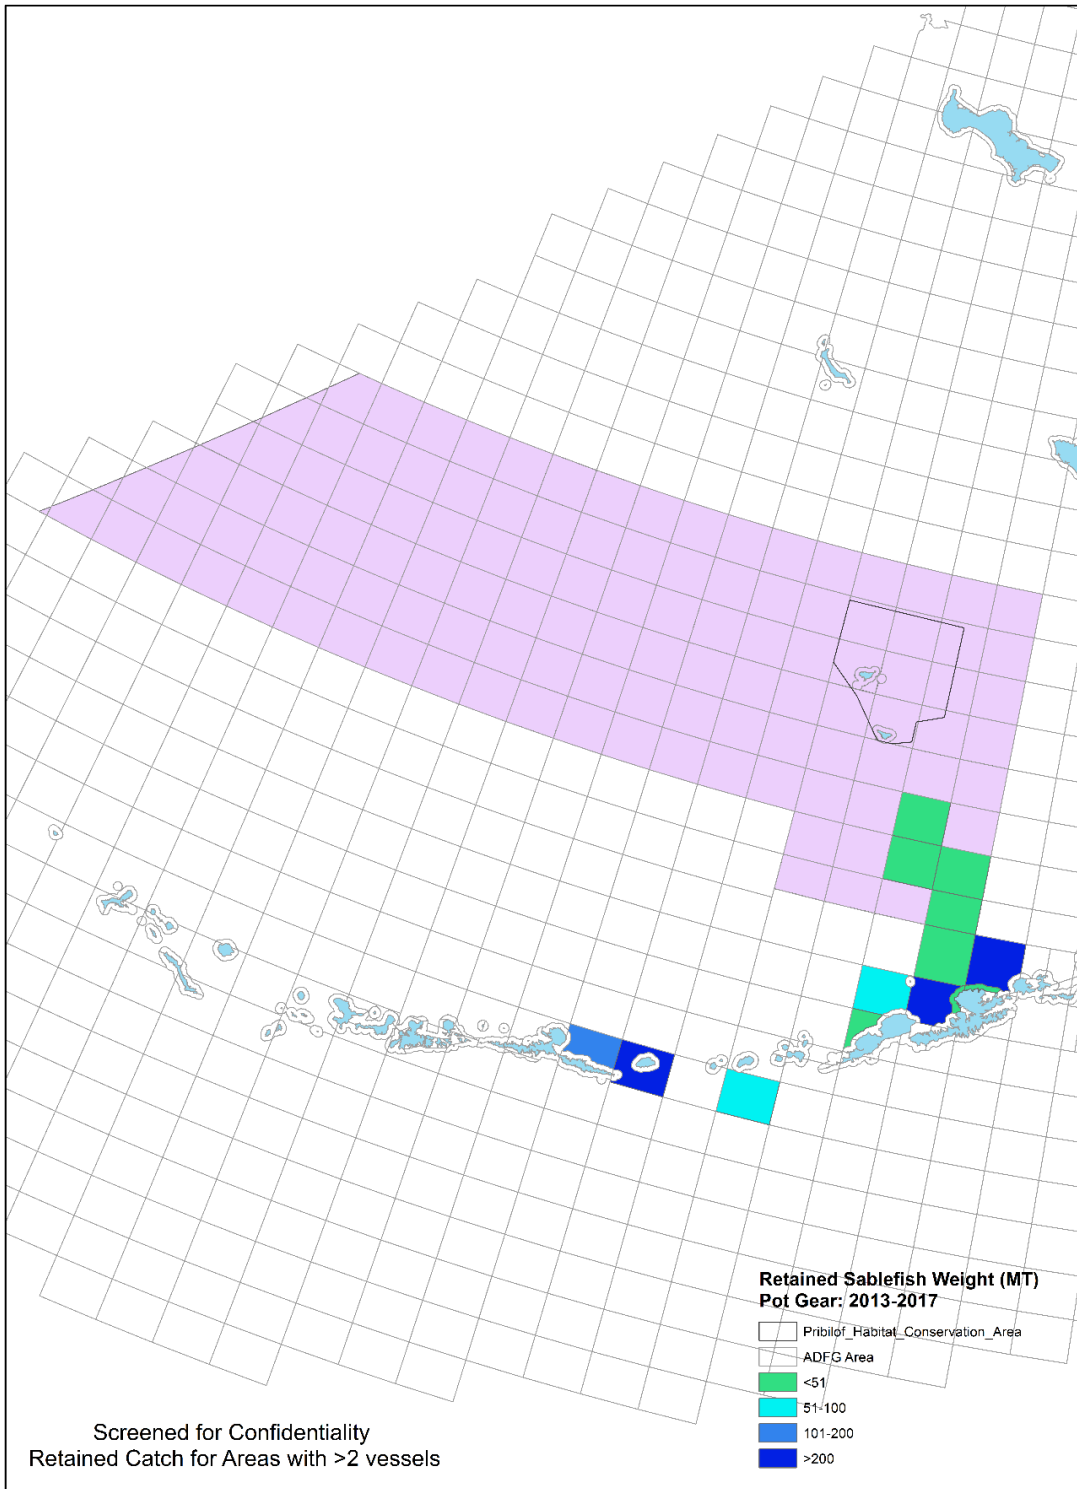 Retained Sablefish Weight (MT)
Pot Gear: 2013-2017
Pribilof_Habitat_Conservation_Area
ADFG Area
<51
51-100
101-200
>200
Screened for Confidentiality
Retained Catch for Areas with >2 vessels